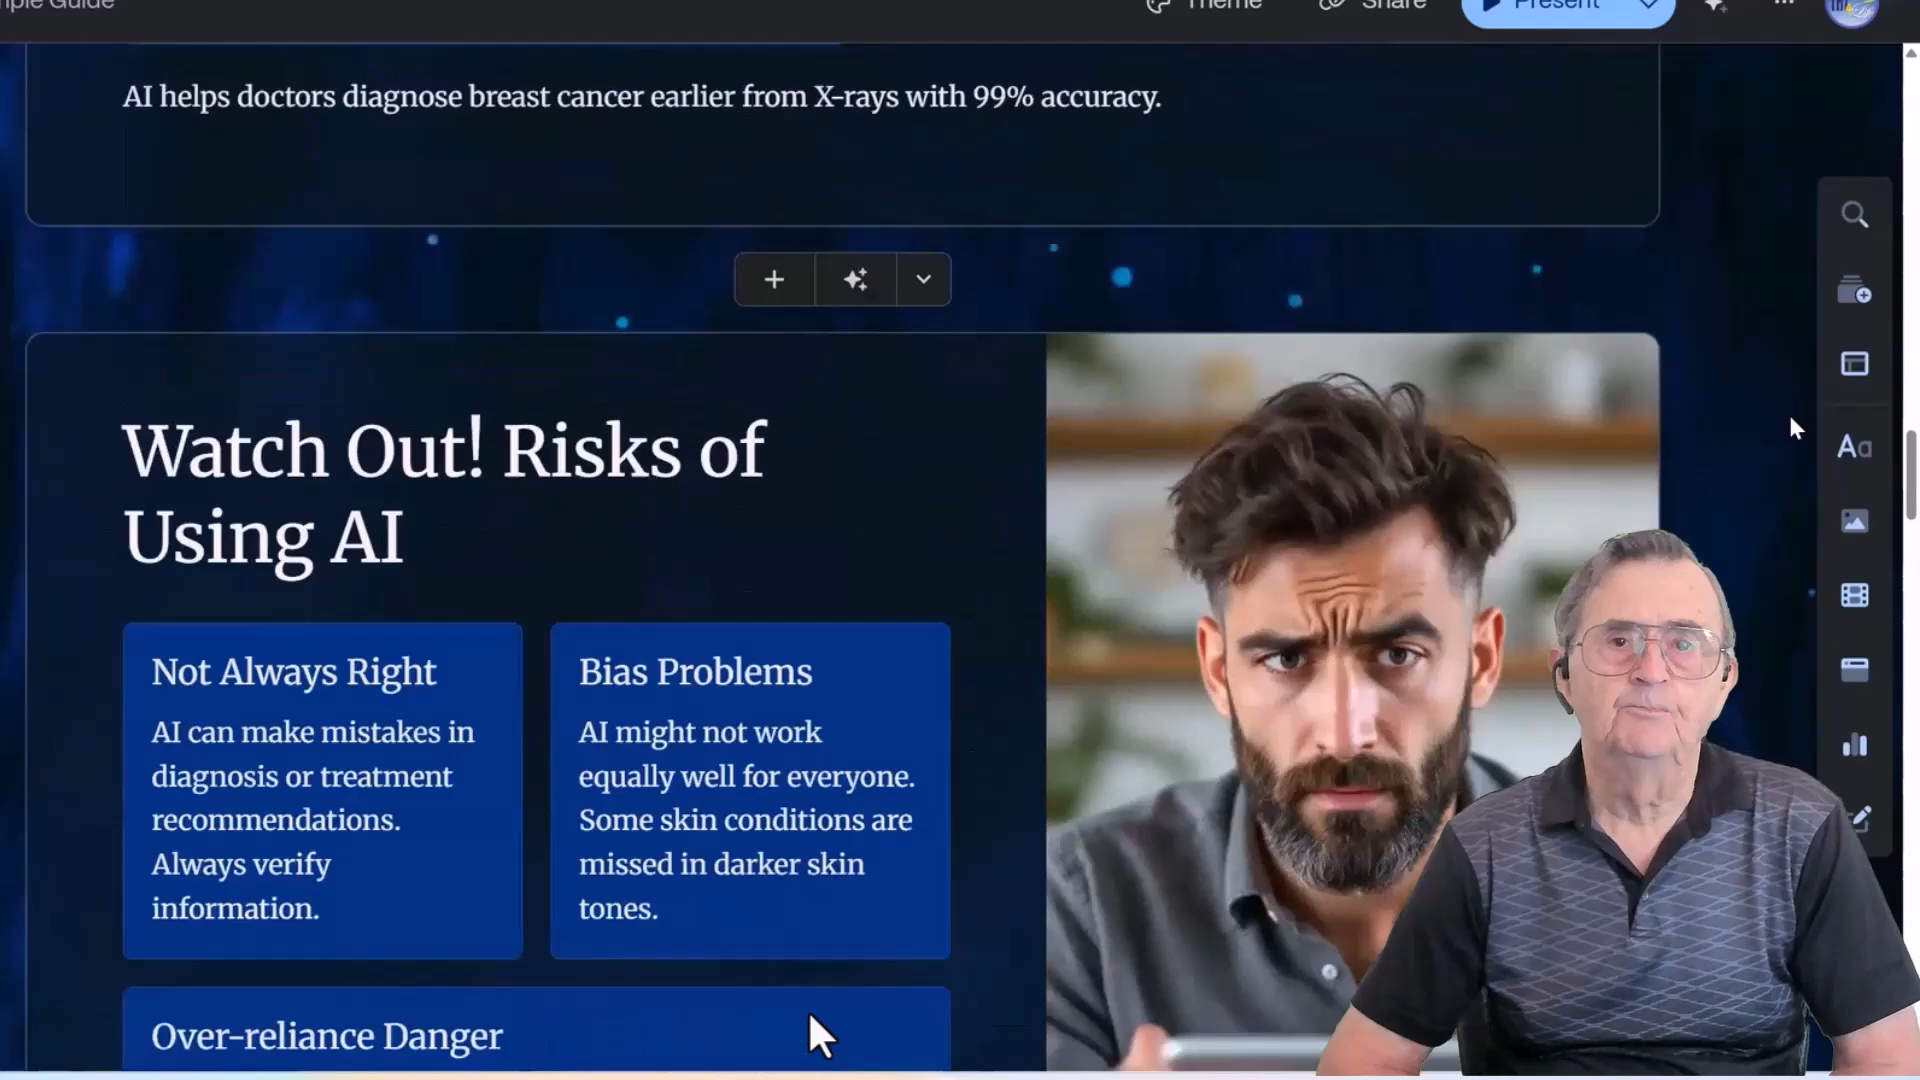 mple Guide
Theme
Share
Present
AI helps doctors diagnose breast cancer earlier from X-rays with 99% accuracy.
Watch Out! Risks of
Using AI
Not Always Right
AI can make mistakes in
diagnosis or treatment
recommendations.
Always verify
information.
Bias Problems
AI might not work
equally well for everyone.
Some skin conditions are
missed in darker skin
tones.
Over-reliance Danger
Aa